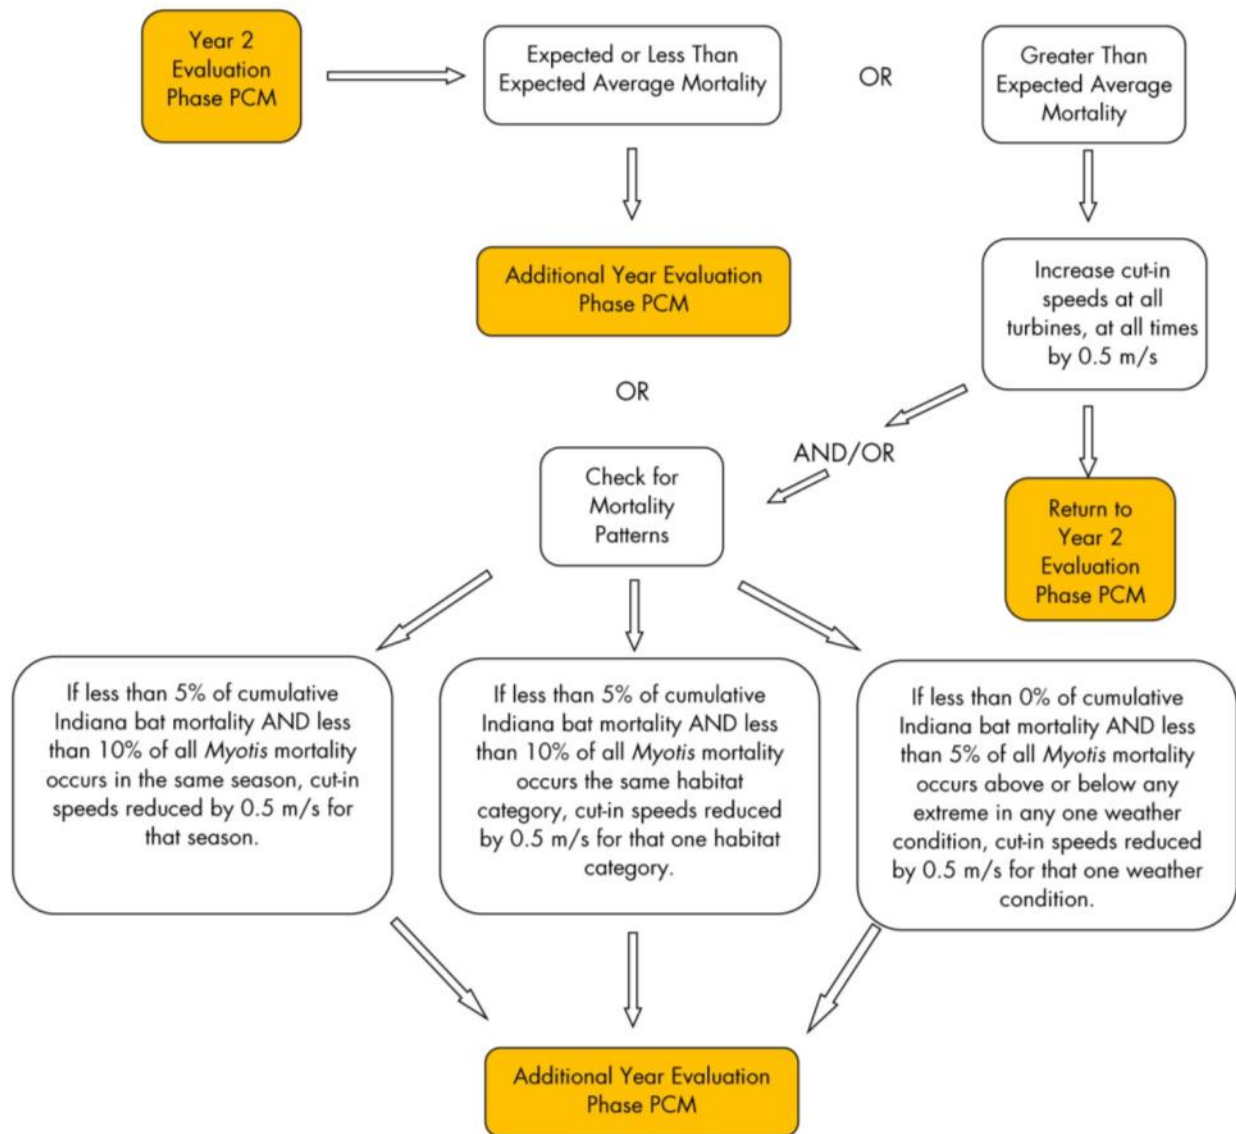 Year 2
Evaluation
Phase PCM
Expected or Less Than
Expected Average Mortality
OR
Greater Than
Expected Average
Mortality
Additional Year Evaluation
Phase PCM
Increase cut-in
speeds at all
turbines, at all times
by 0.5 m/s
OR
AND/OR
Check for
Mortality
Patterns
Return to
Year 2
Evaluation
Phase PCM
If less than 5% of cumulative
Indiana bat mortality AND less
than 10% of all Myotis mortality
occurs in the same season, cut-in
speeds reduced by 0.5 m/s for
that season.
If less than 5% of cumulative
Indiana bat mortality AND less
than 10% of all Myotis mortality
occurs the same habitat
category, cut-in speeds reduced
by 0.5 m/s for that one habitat
category.
If less than 0% of cumulative
Indiana bat mortality AND less
than 5% of all Myotis mortality
occurs above or below any
extreme in any one weather
condition, cut-in speeds reduced
by 0.5 m/s for that one weather
condition.
Additional Year Evaluation
Phase PCM